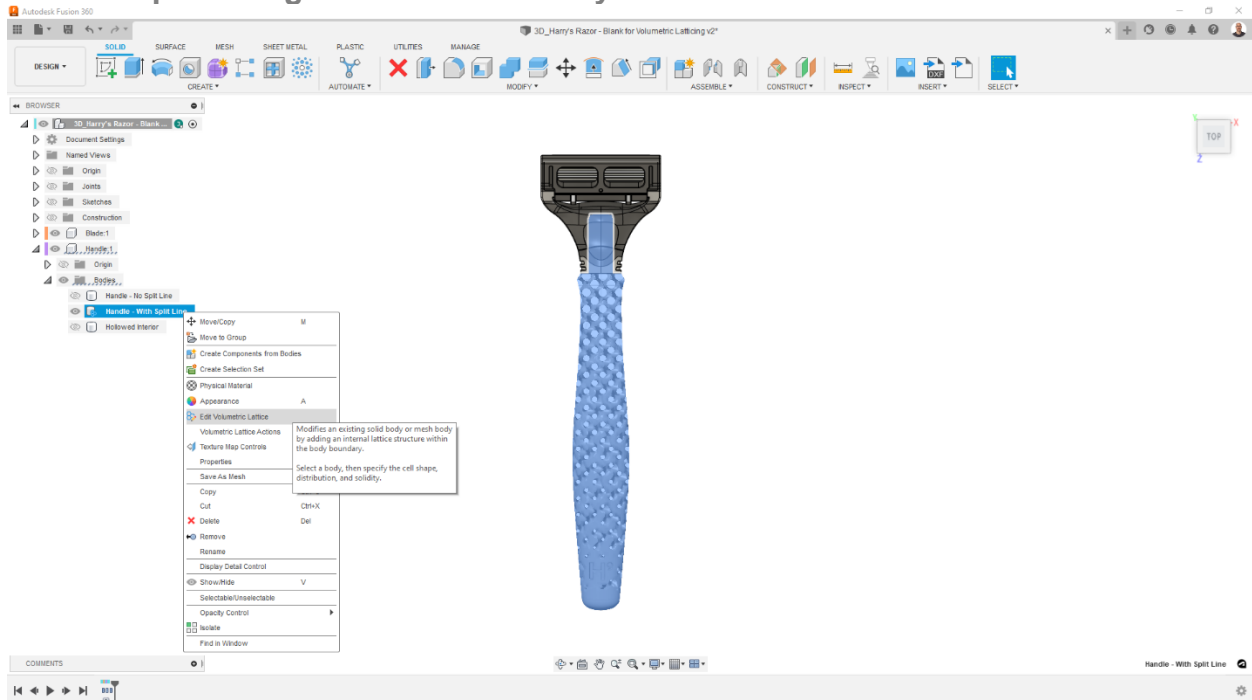 Autodesk Fusion 360
3D_Harry's Razor - Blank for Volumetric Latticing v2*
SOLID SURFACE MESH SHEET METAL PLASTIC UTILITIES MANAGE
DESIGN
CREATE AUTOMATE MODIFY ASSEMBLE CONSTRUCT INSPECT INSERT SELECT
DXF
BROWSER
3D_Harry's Razor - Blank ...
Document Settings
Named Views
Origin
Joints
Sketches
Construction
Blade:1
Handle:1
Origin
Bodies
Handle - No Split Line
Handle - With Split Line
Hollowed Interior
Move/Copy M
Move to Group
Create Components from Bodies
Create Selection Set
Physical Material
Appearance A
Edit Volumetric Lattice
Volumetric Lattice Actions
Texture Map Controls
Properties
Save As Mesh
Copy
Cut Ctrl+X
Delete Del
Remove
Rename
Display Detail Control
Show/Hide V
Selectable/Unselectable
Opacity Control
Isolate
Find in Window
Modifies an existing solid body or mesh body
by adding an internal lattice structure within
the body boundary.
Select a body, then specify the cell shape,
distribution, and solidity.
Y
X
TOP
Z
COMMENTS
Handle - With Split Line